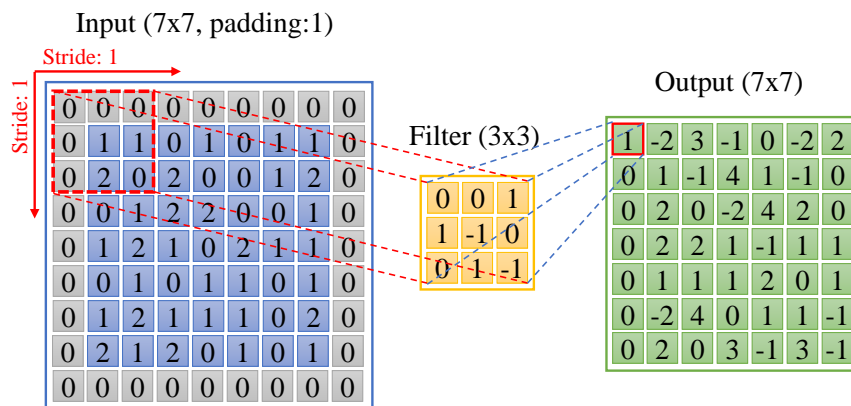 Input (7x7, padding:1)
Stride: 1
Stride: 1
0 0 0 0 0 0 0 0 0
0 1 1 0 1 0 1 1 0
0 2 0 2 0 0 1 2 0
0 0 1 2 2 0 0 1 0
0 1 2 1 0 2 1 1 0
0 0 1 0 1 1 0 1 0
0 1 2 1 1 1 0 2 0
0 2 1 2 0 1 0 1 0
0 0 0 0 0 0 0 0 0
Filter (3x3)
0 0 1
1 -1 0
0 1 -1
Output (7x7)
1 -2 3 -1 0 -2 2
0 1 -1 4 1 -1 0
0 2 0 -2 4 2 0
0 2 2 1 -1 1 1
0 1 1 1 2 0 1
0 -2 4 0 1 1 -1
0 2 0 3 -1 3 -1